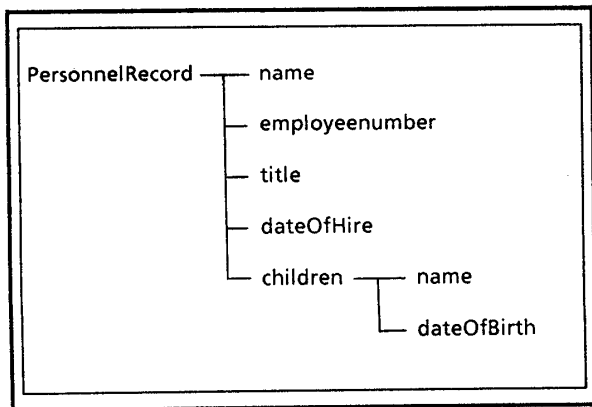 PersonnelRecord name
employeenumber
title
dateOfHire
children name
dateOfBirth